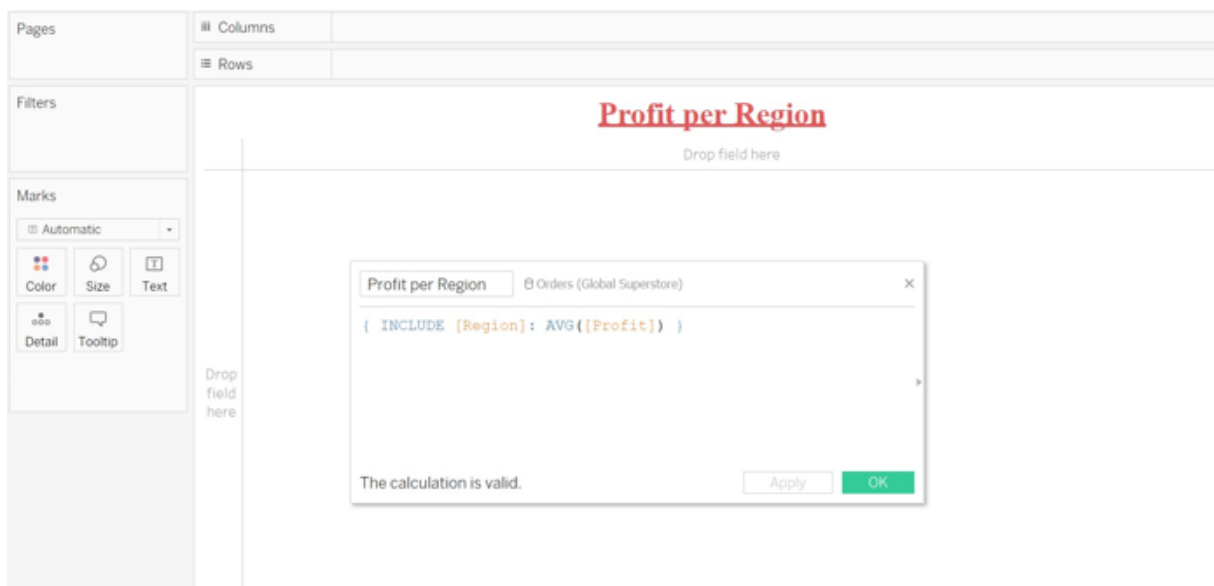 Pages
Columns
Rows
Filters
Profit per Region
Drop field here
Marks
Automatic
Color Size Text
Detail Tooltip
Drop
field
here
Profit per Region Orders (Global Superstore)
{ INCLUDE [Region]: AVG([Profit]) }
The calculation is valid.
Apply OK